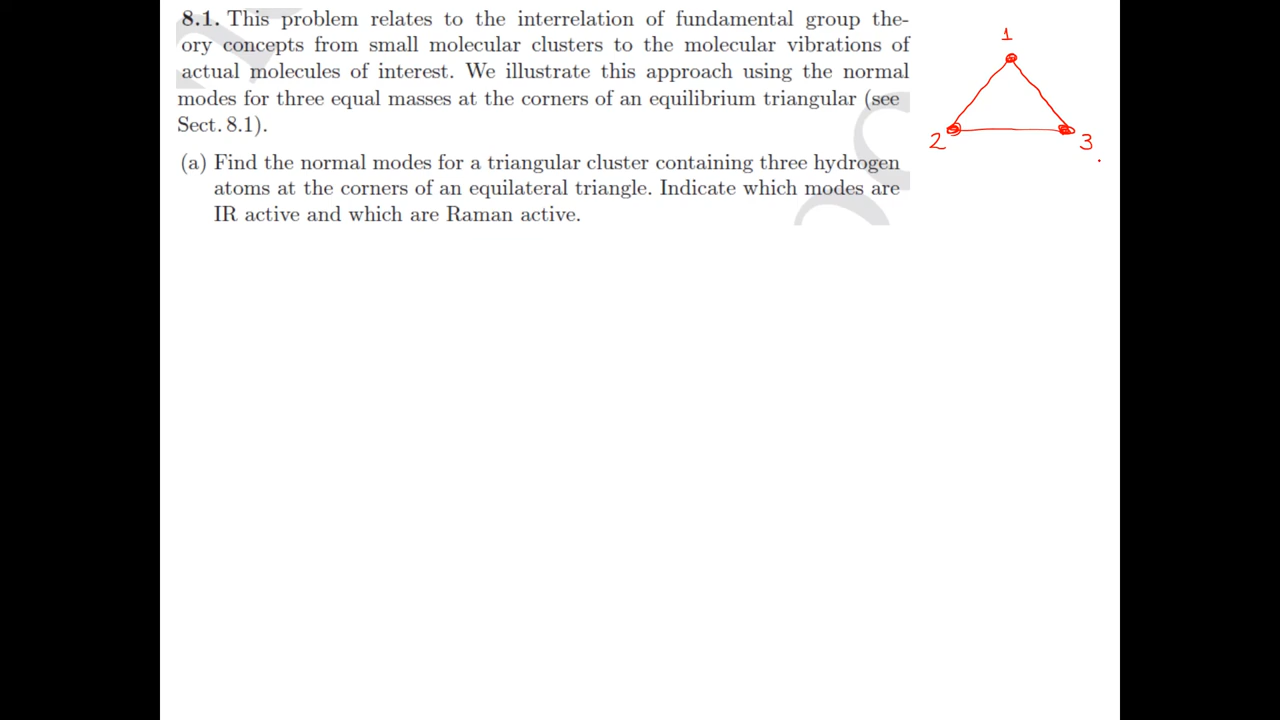 8.1. This problem relates to the interrelation of fundamental group the-
ory concepts from small molecular clusters to the molecular vibrations of
actual molecules of interest. We illustrate this approach using the normal
modes for three equal masses at the corners of an equilibrium triangular (see
Sect. 8.1).
(a) Find the normal modes for a triangular cluster containing three hydrogen
atoms at the corners of an equilateral triangle. Indicate which modes are
IR active and which are Raman active.
1
2
3